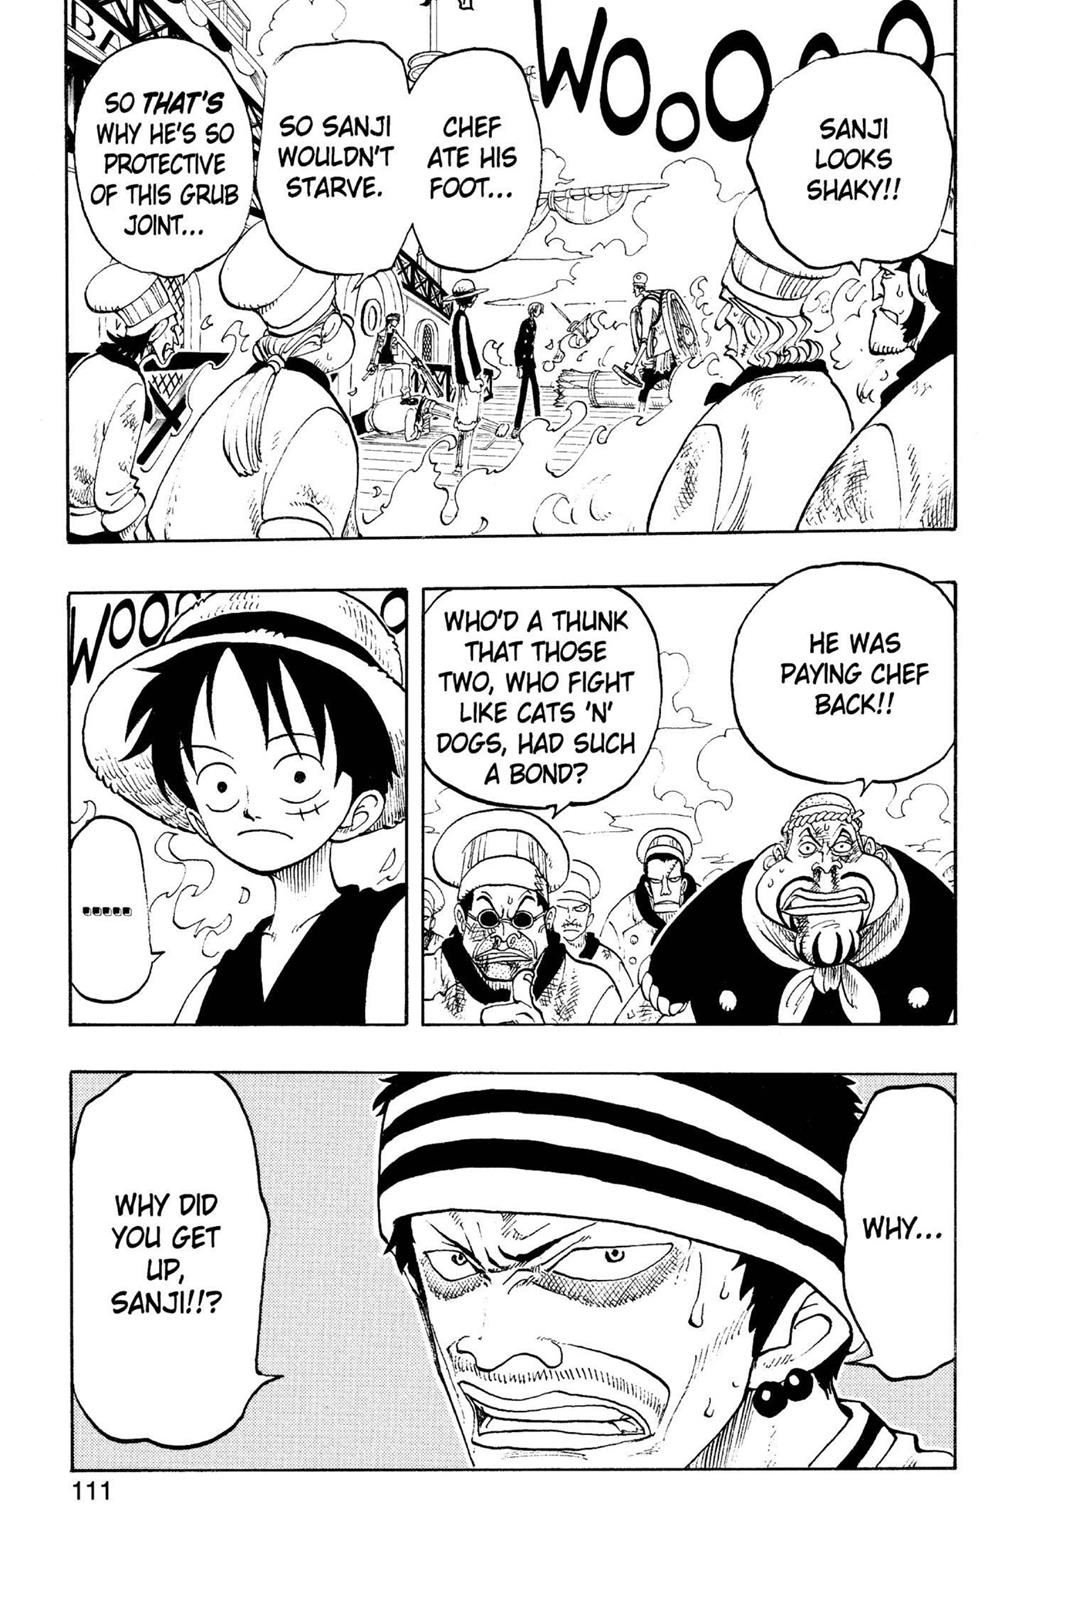 WOOOOO
SANJI
LOOKS
SHAKY!!
CHEF
ATE HIS
FOOT...
SO SANJI
WOULDN'T
STARVE.
SO THAT'S
WHY HE'S SO
PROTECTIVE
OF THIS GRUB
JOINT...
HE WAS
PAYING CHEF
BACK!!
WHO'D A THUNK
THAT THOSE
TWO, WHO FIGHT
LIKE CATS 'N'
DOGS, HAD SUCH
A BOND?
WOOO
......
WHY...
WHY DID
YOU GET
UP,
SANJI!!?
111